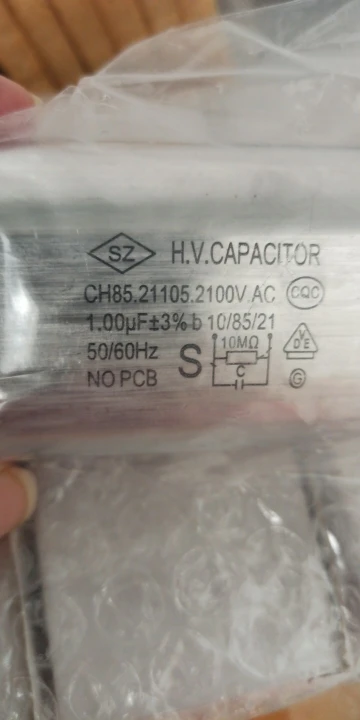 SZ H.V.CAPACITOR
CH85.21105.2100V.AC CQC
1.00μF±3% b 10/85/21
50/60Hz S 10MΩ VDE
NO PCB C G